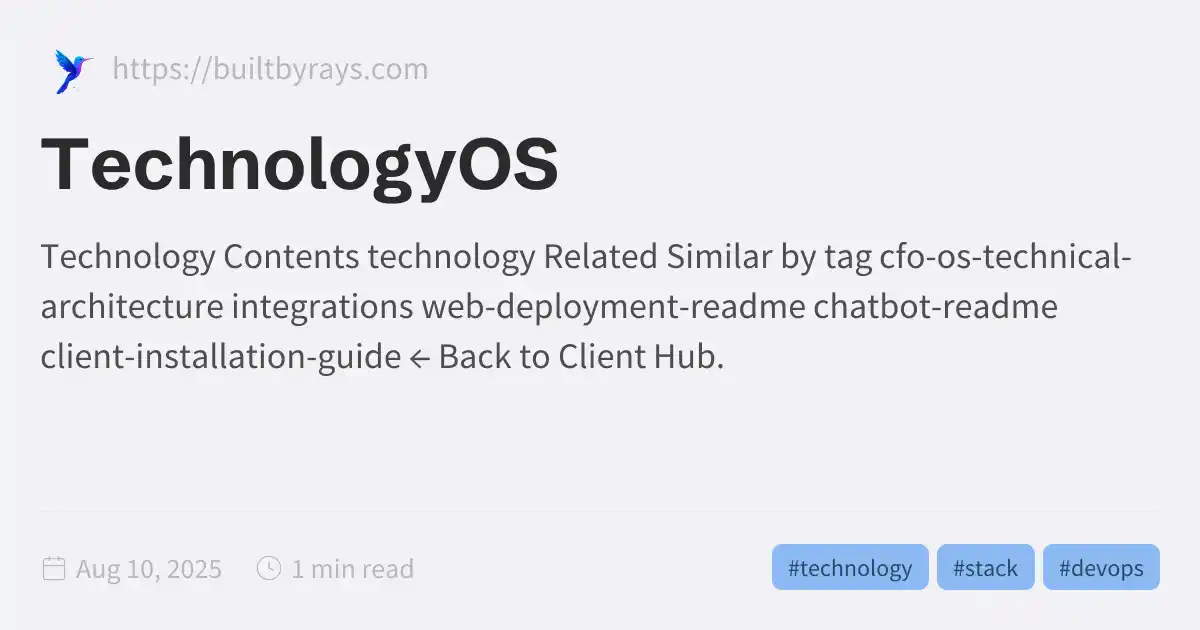 https://builtbyrays.com
TechnologyOS
Technology Contents technology Related Similar by tag cfo-os-technical-
architecture integrations web-deployment-readme chatbot-readme
client-installation-guide ← Back to Client Hub.
Aug 10, 2025 1 min read #technology #stack #devops